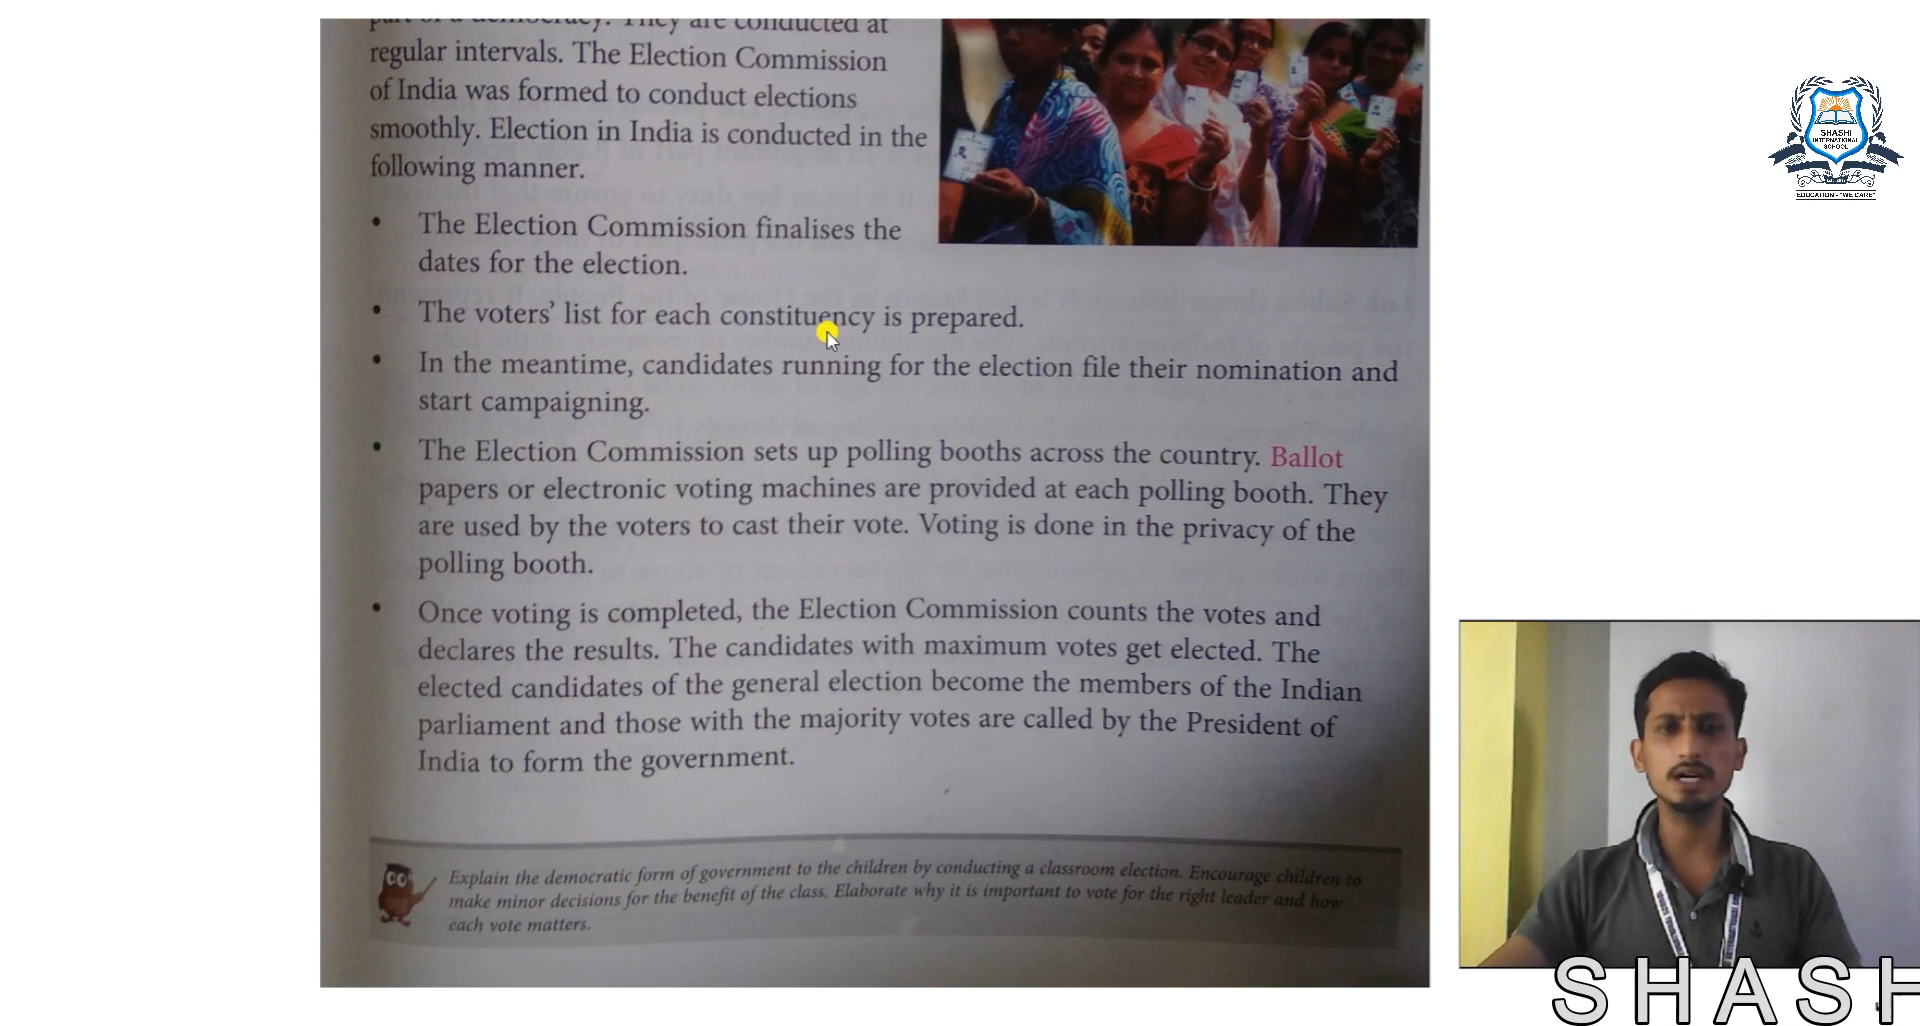 part of a democracy. They are conducted at
regular intervals. The Election Commission
of India was formed to conduct elections
smoothly. Election in India is conducted in the
following manner.
• The Election Commission finalises the
dates for the election.
• The voters' list for each constituency is prepared.
• In the meantime, candidates running for the election file their nomination and
start campaigning.
• The Election Commission sets up polling booths across the country. Ballot
papers or electronic voting machines are provided at each polling booth. They
are used by the voters to cast their vote. Voting is done in the privacy of the
polling booth.
• Once voting is completed, the Election Commission counts the votes and
declares the results. The candidates with maximum votes get elected. The
elected candidates of the general election become the members of the Indian
parliament and those with the majority votes are called by the President of
India to form the government.
Explain the democratic form of government to the children by conducting a classroom election. Encourage children to
make minor decisions for the benefit of the class. Elaborate why it is important to vote for the right leader and how
each vote matters.
SHASHI
INTERNATIONAL
SCHOOL
EDUCATION - "WE CARE"
SHASH